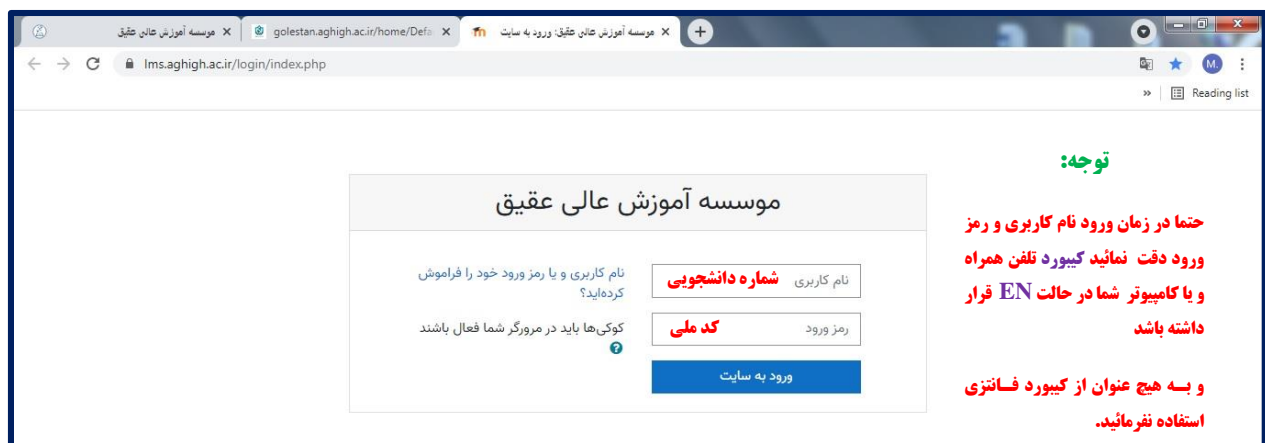 موسسه آموزش عالی عقیق
golestan.aghigh.ac.ir/home/Defa
موسسه آموزش عالی عقیق: ورود به سایت
lms.aghigh.ac.ir/login/index.php
M.
Reading list
توجه:
حتما در زمان ورود نام کاربری و رمز
ورود دقت نمائید کیبورد تلفن همراه
و یا کامپیوتر شما در حالت EN قرار
داشته باشد
و بــه هیچ عنوان از کیبورد فــانتزی
استفاده نفرمائید.
موسسه آموزش عالی عقیق
نام کاربری شماره دانشجویی
رمز ورود کد ملی
ورود به سایت
نام کاربری و یا رمز ورود خود را فراموش
کرده‌اید؟
کوکی‌ها باید در مرورگر شما فعال باشند